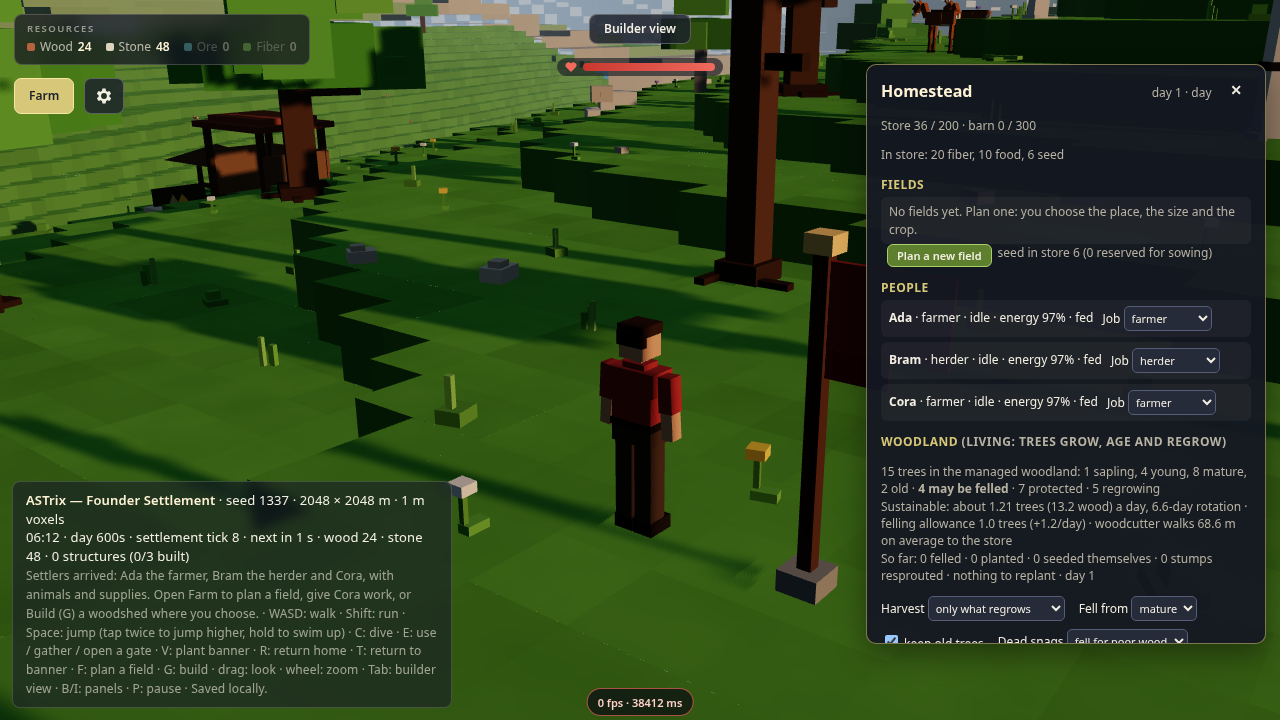 RESOURCES
Wood 24 Stone 48 Ore 0 Fiber 0
Farm
Builder view
Homestead day 1 · day ×
Store 36 / 200 · barn 0 / 300
In store: 20 fiber, 10 food, 6 seed
FIELDS
No fields yet. Plan one: you choose the place, the size and the
crop.
Plan a new field seed in store 6 (0 reserved for sowing)
PEOPLE
Ada · farmer · idle · energy 97% · fed Job farmer
Bram · herder · idle · energy 97% · fed Job herder
Cora · farmer · idle · energy 97% · fed Job farmer
WOODLAND (LIVING: TREES GROW, AGE AND REGROW)
15 trees in the managed woodland: 1 sapling, 4 young, 8 mature,
2 old · 4 may be felled · 7 protected · 5 regrowing
Sustainable: about 1.21 trees (13.2 wood) a day, 6.6-day rotation ·
felling allowance 1.0 trees (+1.2/day) · woodcutter walks 68.6 m
on average to the store
So far: 0 felled · 0 planted · 0 seeded themselves · 0 stumps
resprouted · nothing to replant · day 1
Harvest only what regrows Fell from mature
keep old trees Dead snags fell for poor wood
ASTrix — Founder Settlement · seed 1337 · 2048 × 2048 m · 1 m
voxels
06:12 · day 600s · settlement tick 8 · next in 1 s · wood 24 · stone
48 · 0 structures (0/3 built)
Settlers arrived: Ada the farmer, Bram the herder and Cora, with
animals and supplies. Open Farm to plan a field, give Cora work, or
Build (G) a woodshed where you choose. · WASD: walk · Shift: run ·
Space: jump (tap twice to jump higher, hold to swim up) · C: dive · E: use
/ gather / open a gate · V: plant banner · R: return home · T: return to
banner · F: plan a field · G: build · drag: look · wheel: zoom · Tab: builder
view · B/I: panels · P: pause · Saved locally.
0 fps · 38412 ms